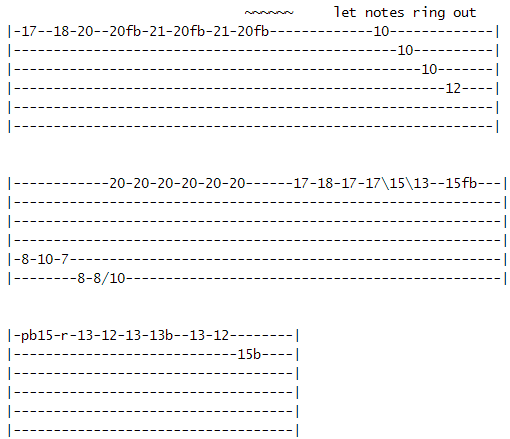 ~~~~~~     let notes ring out
|-17--18-20--20fb-21-20fb-21-20fb-------------10-------------|
|------------------------------------------------10----------|
|---------------------------------------------------10-------|
|------------------------------------------------------12----|
|------------------------------------------------------------|
|------------------------------------------------------------|
|------------20-20-20-20-20-20------17-18-17-17\15\13--15fb---|
|-------------------------------------------------------------|
|-------------------------------------------------------------|
|-------------------------------------------------------------|
|-8-10-7------------------------------------------------------|
|--------8-8/10-----------------------------------------------|
|-pb15-r-13-12-13-13b--13-12--------|
|----------------------------15b----|
|-----------------------------------|
|-----------------------------------|
|-----------------------------------|
|-----------------------------------|